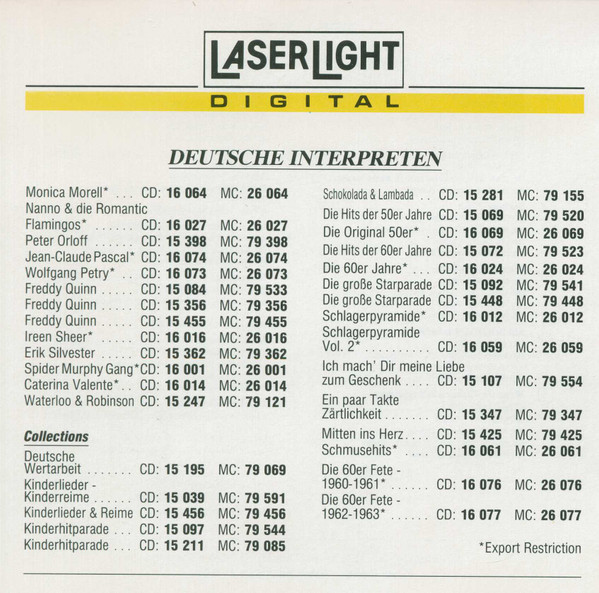 LASERLIGHT
DIGITAL
DEUTSCHE INTERPRETEN
Monica Morell* . . . CD: 16 064 MC: 26 064
Nanno & die Romantic
Flamingos* . . . . . . CD: 16 027 MC: 26 027
Peter Orloff . . . . . . CD: 15 398 MC: 79 398
Jean-Claude Pascal* CD: 16 074 MC: 26 074
Wolfgang Petry* . . CD: 16 073 MC: 26 073
Freddy Quinn . . . . . CD: 15 084 MC: 79 533
Freddy Quinn . . . . . CD: 15 356 MC: 79 356
Freddy Quinn . . . . . CD: 15 455 MC: 79 455
Ireen Sheer* . . . . . CD: 16 016 MC: 26 016
Erik Silvester . . . . . CD: 15 362 MC: 79 362
Spider Murphy Gang* CD: 16 001 MC: 26 001
Caterina Valente* . . CD: 16 014 MC: 26 014
Waterloo & Robinson CD: 15 247 MC: 79 121
Collections
Deutsche
Wertarbeit . . . . . . . CD: 15 195 MC: 79 069
Kinderlieder -
Kinderreime . . . . . . CD: 15 039 MC: 79 591
Kinderlieder & Reime CD: 15 456 MC: 79 456
Kinderhitparade . . . CD: 15 097 MC: 79 544
Kinderhitparade . . . CD: 15 211 MC: 79 085
Schokolada & Lambada . . CD: 15 281 MC: 79 155
Die Hits der 50er Jahre CD: 15 069 MC: 79 520
Die Original 50er* . CD: 16 069 MC: 26 069
Die Hits der 60er Jahre CD: 15 072 MC: 79 523
Die 60er Jahre* . . . CD: 16 024 MC: 26 024
Die große Starparade CD: 15 092 MC: 79 541
Die große Starparade CD: 15 448 MC: 79 448
Schlagerpyramide* CD: 16 012 MC: 26 012
Schlagerpyramide
Vol. 2* . . . . . . . . . . CD: 16 059 MC: 26 059
Ich mach' Dir meine Liebe
zum Geschenk . . . . CD: 15 107 MC: 79 554
Ein paar Takte
Zärtlichkeit . . . . . . . CD: 15 347 MC: 79 347
Mitten ins Herz . . . . CD: 15 425 MC: 79 425
Schmusehits* . . . . CD: 16 061 MC: 26 061
Die 60er Fete -
1960-1961* . . . . . . CD: 16 076 MC: 26 076
Die 60er Fete -
1962-1963* . . . . . . CD: 16 077 MC: 26 077
*Export Restriction